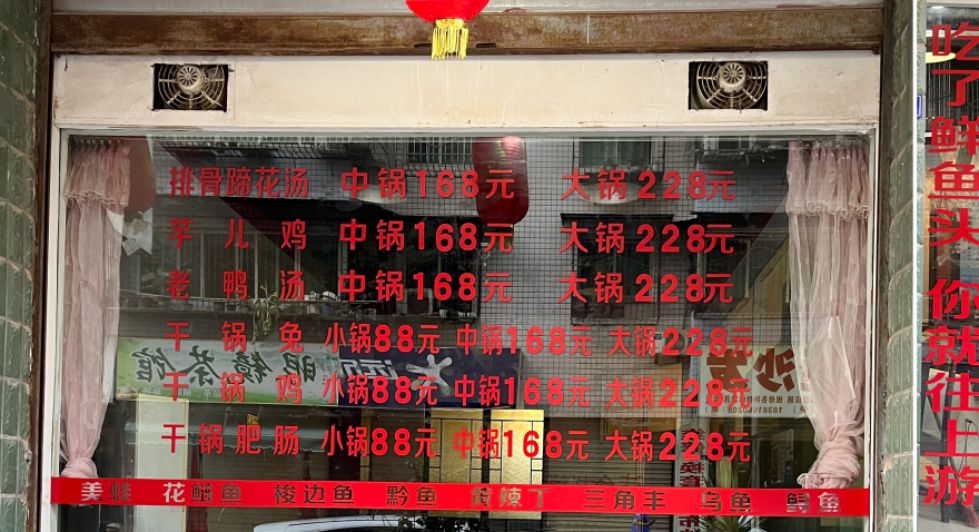 排骨蹄花汤 中锅168元 大锅228元
芋儿鸡 中锅168元 大锅228元
老鸭汤 中锅168元 大锅228元
干锅兔 小锅88元 中锅168元 大锅228元
干锅鸡 小锅88元 中锅168元 大锅228元
干锅肥肠 小锅88元 中锅168元 大锅228元
美蛙 花鲢鱼 梭边鱼 黔鱼 黄辣丁 三角丰 乌鱼 鲟鱼
吃了鲜鱼头 你就往上游
眼镜茶馆
沙发